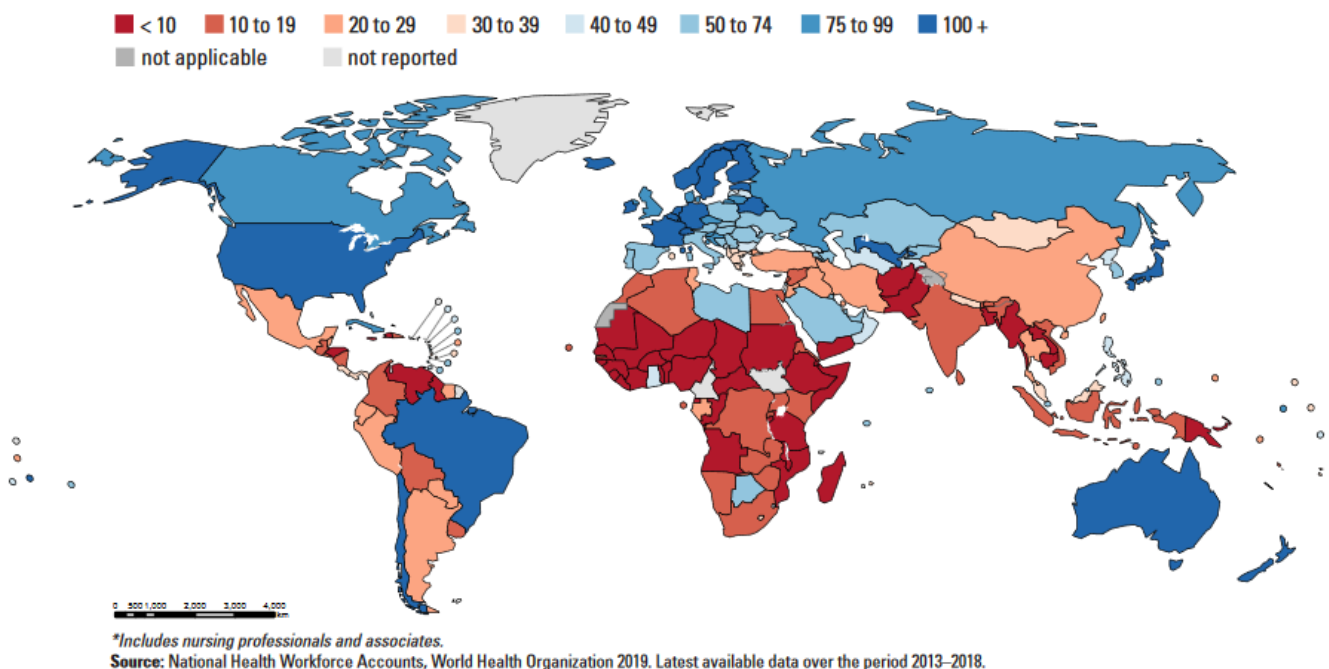 < 10 10 to 19 20 to 29 30 to 39 40 to 49 50 to 74 75 to 99 100 +
not applicable not reported
0 500 1,000 2,000 3,000 4,000
km
*Includes nursing professionals and associates.
Source: National Health Workforce Accounts, World Health Organization 2019. Latest available data over the period 2013–2018.